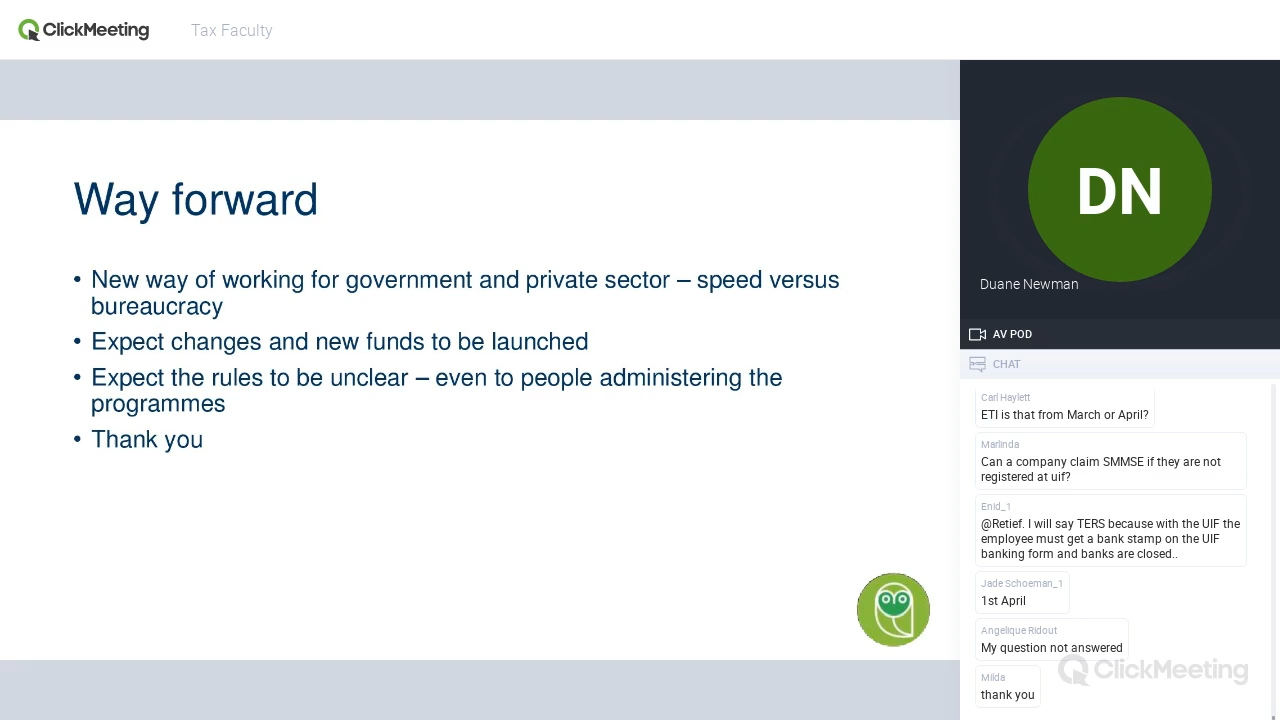 ClickMeeting
Tax Faculty
Way forward
• New way of working for government and private sector – speed versus
bureaucracy
• Expect changes and new funds to be launched
• Expect the rules to be unclear – even to people administering the
programmes
• Thank you
DN
Duane Newman
AV POD
CHAT
Carl Haylett
ETI is that from March or April?
Marlinda
Can a company claim SMMSE if they are not
registered at uif?
Enid_1
@Retief. I will say TERS because with the UIF the
employee must get a bank stamp on the UIF
banking form and banks are closed..
Jade Schoeman_1
1st April
Angelique Ridout
My question not answered
Milda
thank you
ClickMeeting